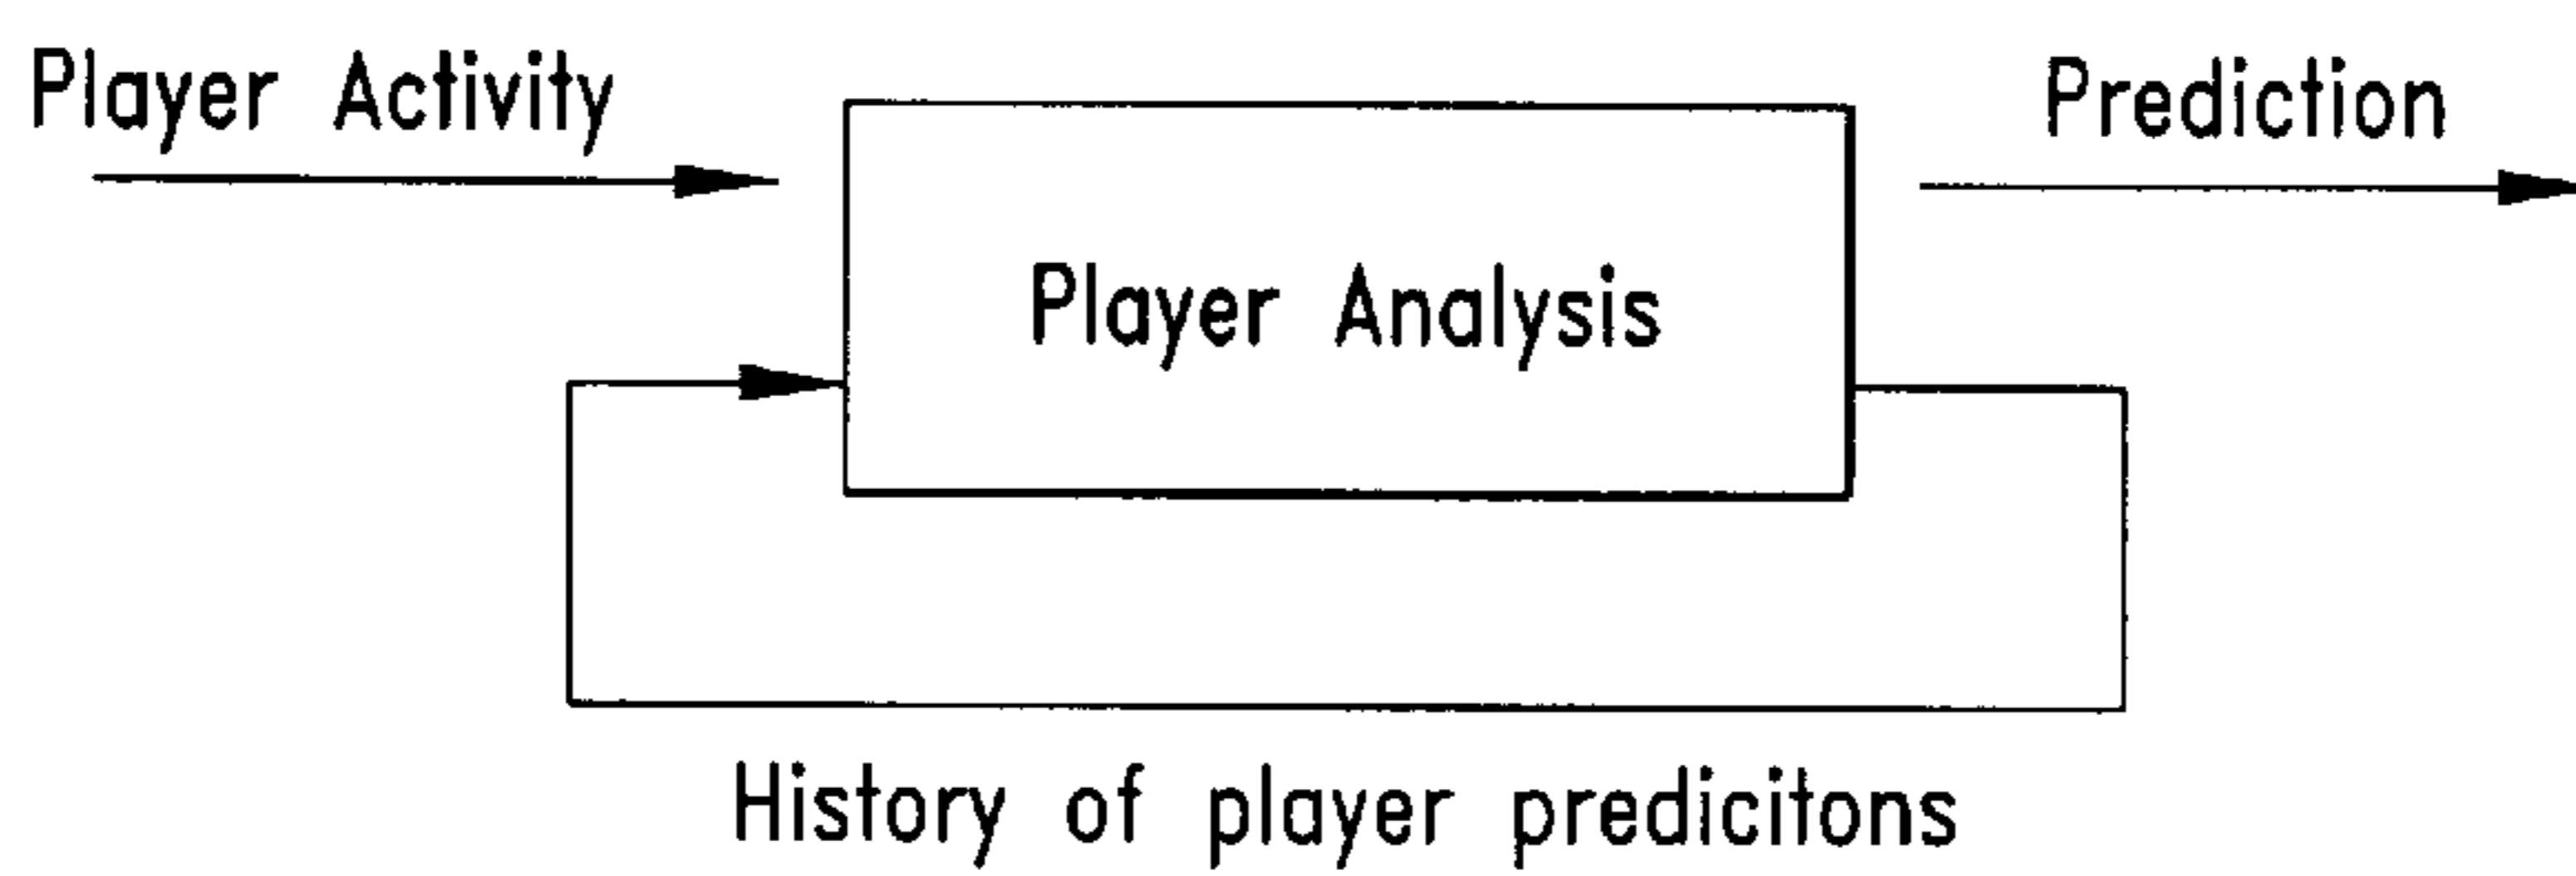 Player Activity
Prediction
Player Analysis
History of player predicitons